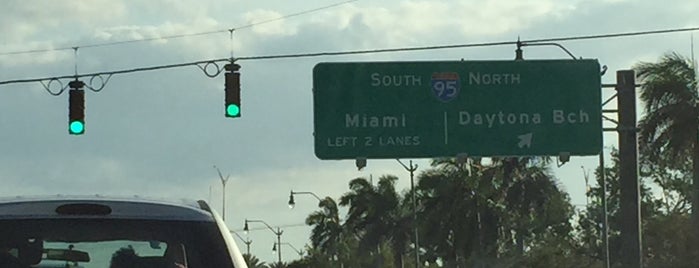 SOUTH 95 NORTH
Miami Daytona Bch
LEFT 2 LANES